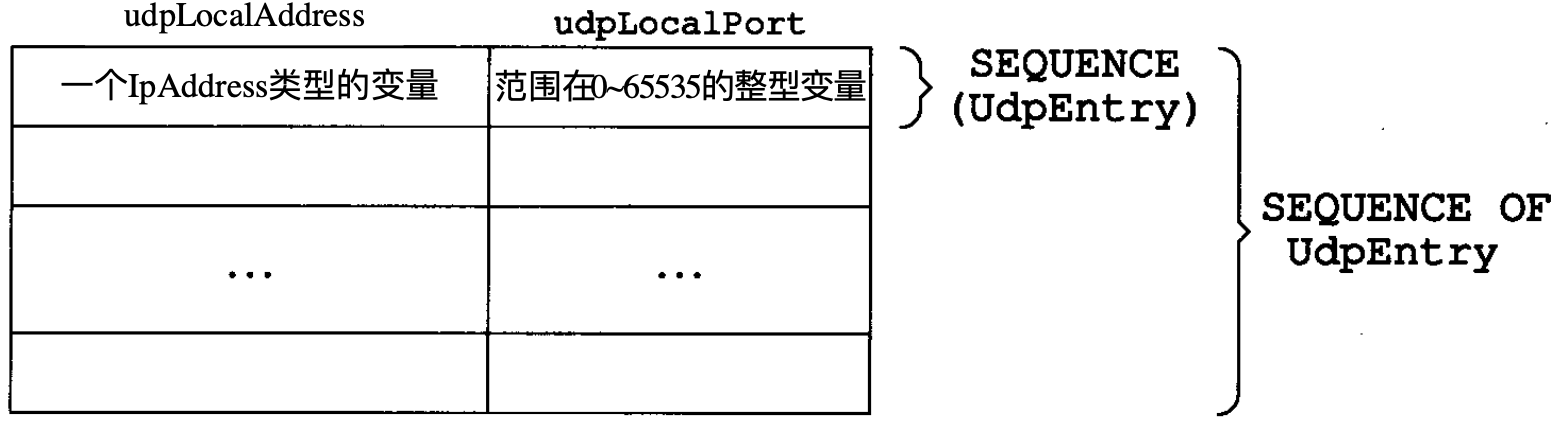 udpLocalAddress udpLocalPort
一个IpAddress类型的变量 范围在0~65535的整型变量
SEQUENCE
(UdpEntry)
SEQUENCE OF
UdpEntry
... ...